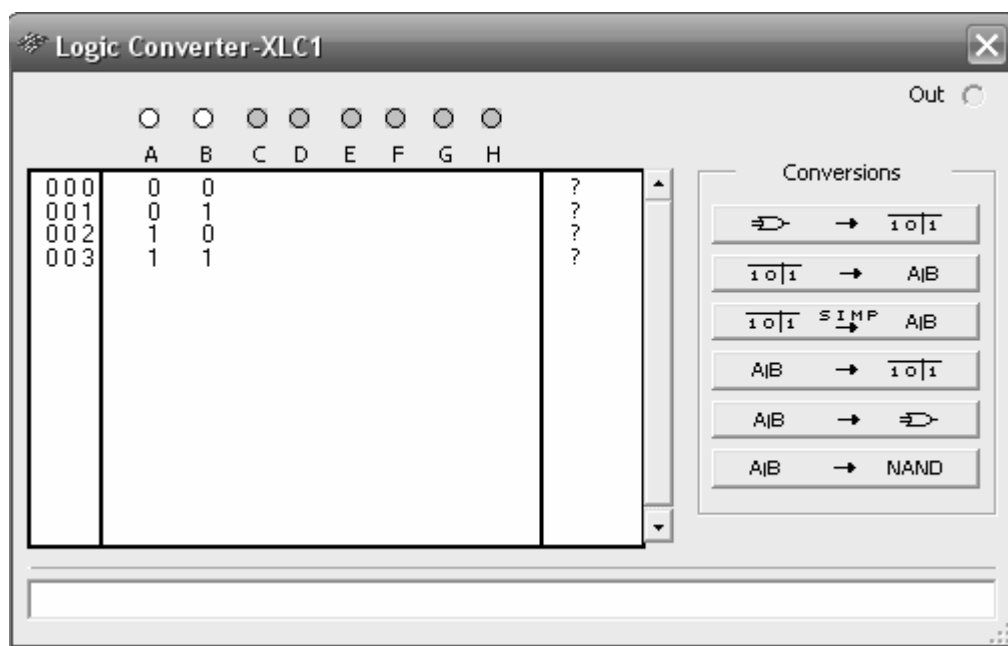 Logic Converter-XLC1
Out
A B C D E F G H
000 0 0 ?
001 0 1 ?
002 1 0 ?
003 1 1 ?
Conversions
→ 1 0 1
1 0 1 → A|B
1 0 1 SIMP → A|B
A|B → 1 0 1
A|B →
A|B → NAND